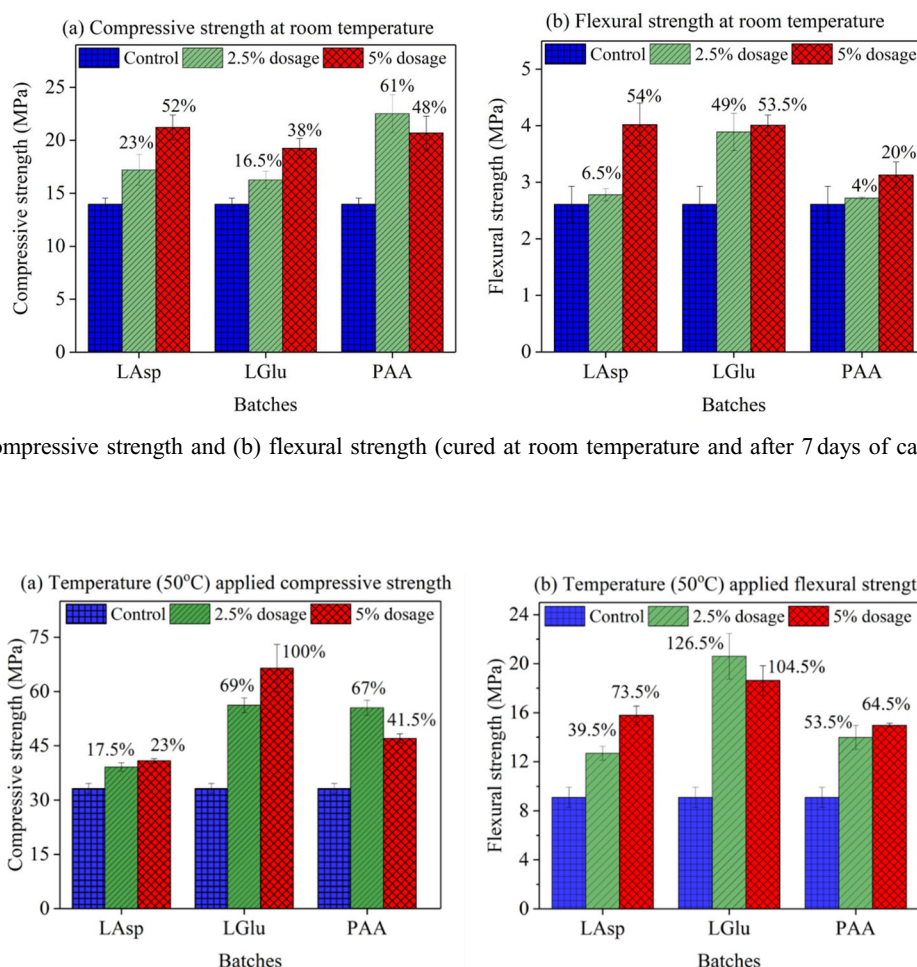 (a) Compressive strength at room temperature
Control 2.5% dosage 5% dosage
Compressive strength (MPa)
25
20
15
10
5
0
23%
52%
16.5%
38%
61%
48%
LAsp LGlu PAA
Batches
(b) Flexural strength at room temperature
Control 2.5% dosage 5% dosage
Flexural strength (MPa)
5
4
3
2
1
0
6.5%
54%
49%
53.5%
4%
20%
LAsp LGlu PAA
Batches
compressive strength and (b) flexural strength (cured at room temperature and after 7 days of ca
(a) Temperature (50°C) applied compressive strength
Control 2.5% dosage 5% dosage
Compressive strength (MPa)
75
60
45
30
15
0
17.5%
23%
69%
100%
67%
41.5%
LAsp LGlu PAA
Batches
(b) Temperature (50°C) applied flexural strengt
Control 2.5% dosage 5% dosage
Flexural strength (MPa)
24
20
16
12
8
4
0
39.5%
73.5%
126.5%
104.5%
53.5%
64.5%
LAsp LGlu PAA
Batches